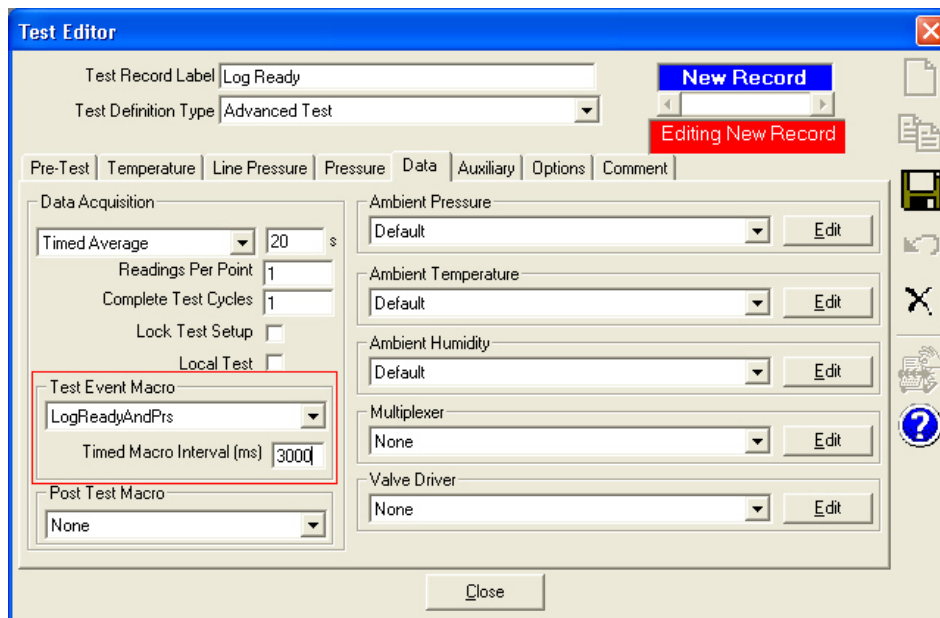 Test Editor
Test Record Label Log Ready
New Record
Test Definition Type Advanced Test
Editing New Record
Pre-Test Temperature Line Pressure Pressure Data Auxiliary Options Comment
Data Acquisition
Timed Average 20 s
Readings Per Point 1
Complete Test Cycles 1
Lock Test Setup
Local Test
Test Event Macro
LogReadyAndPrs
Timed Macro Interval (ms) 3000
Post Test Macro
None
Ambient Pressure
Default Edit
Ambient Temperature
Default Edit
Ambient Humidity
Default Edit
Multiplexer
None Edit
Valve Driver
None Edit
Close